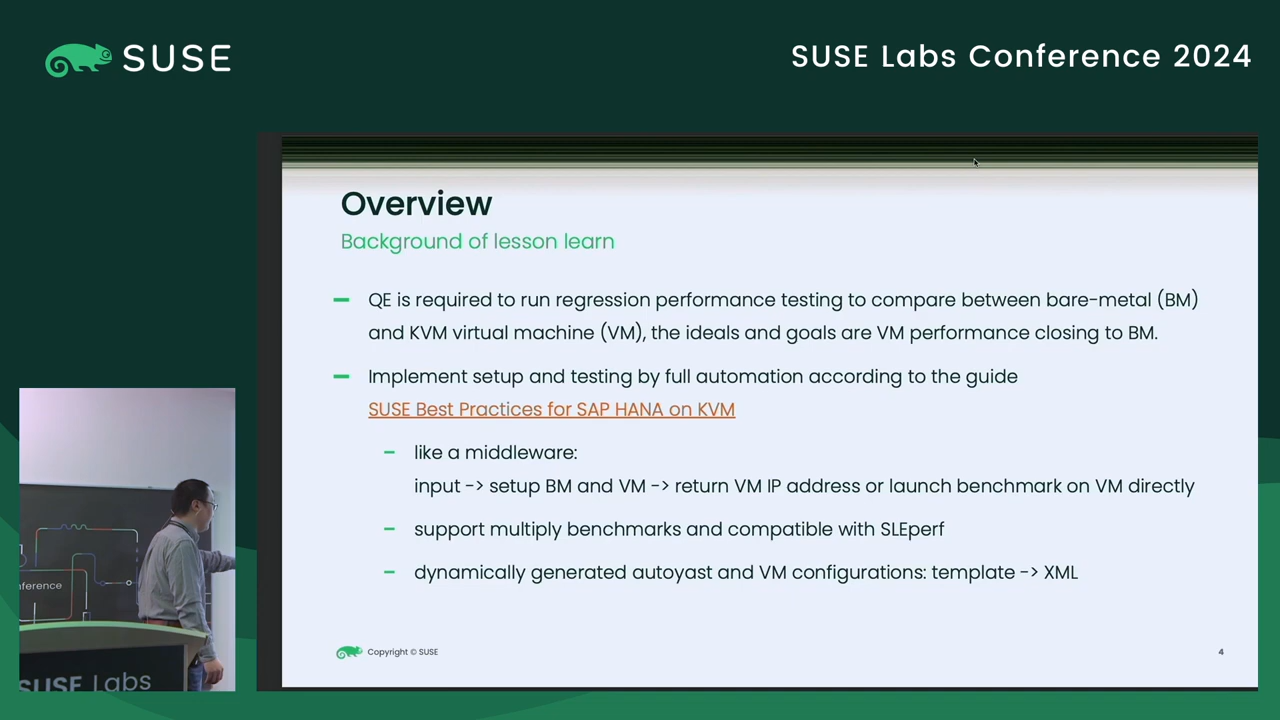 SUSE
SUSE Labs Conference 2024
Overview
Background of lesson learn
QE is required to run regression performance testing to compare between bare-metal (BM)
and KVM virtual machine (VM), the ideals and goals are VM performance closing to BM.
Implement setup and testing by full automation according to the guide
SUSE Best Practices for SAP HANA on KVM
like a middleware:
input -> setup BM and VM -> return VM IP address or launch benchmark on VM directly
support multiply benchmarks and compatible with SLEperf
dynamically generated autoyast and VM configurations: template -> XML
Copyright © SUSE
4
nference
SUSE Labs